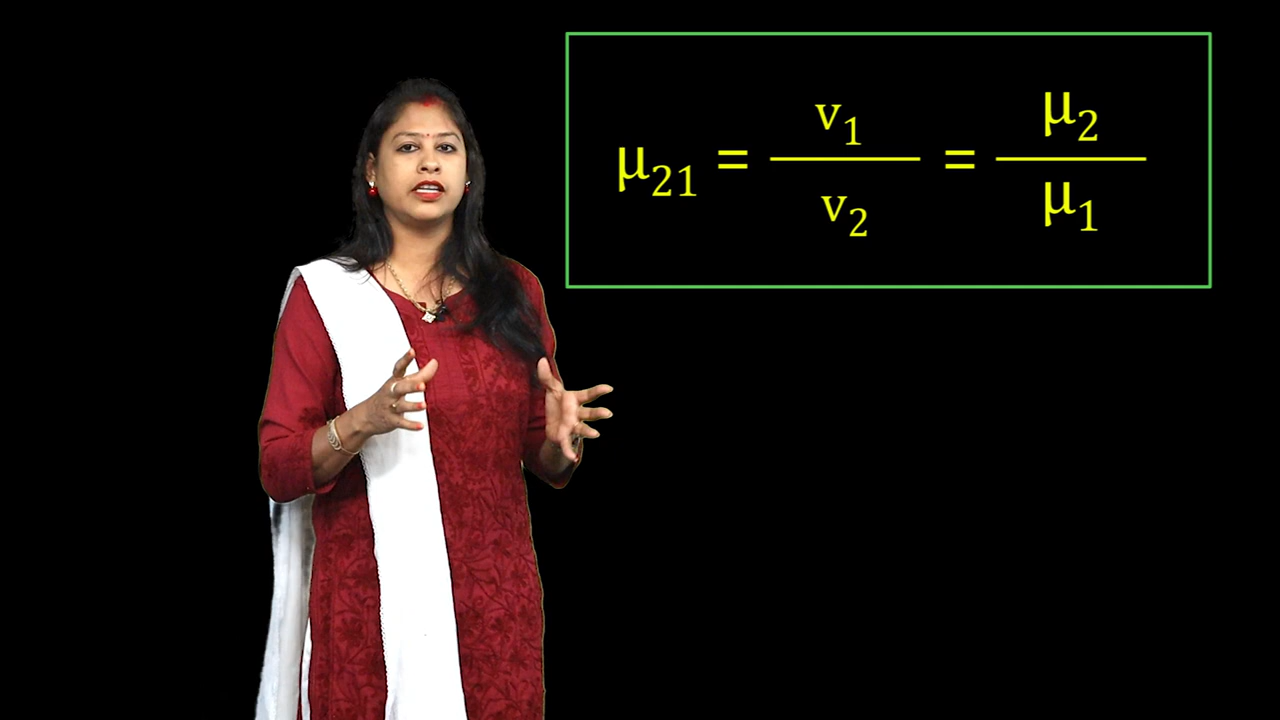 μ₂₁ = v₁ / v₂ = μ₂ / μ₁